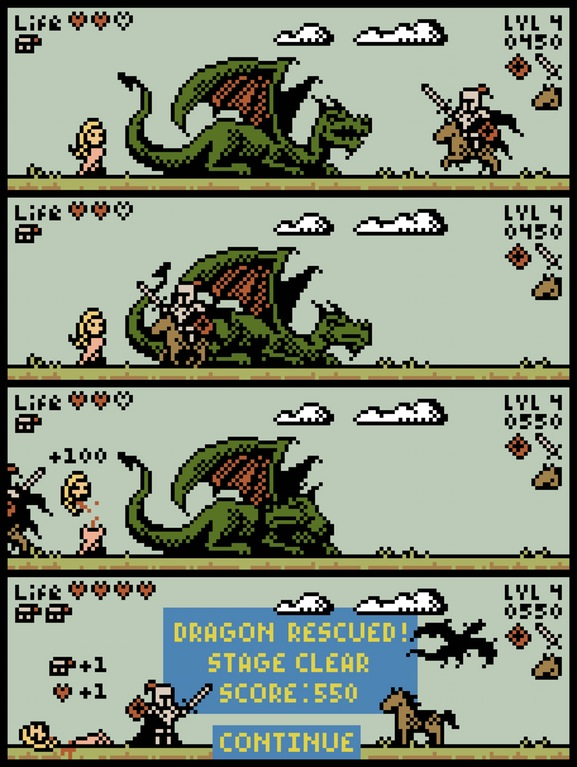 Life
LVL 4
0450
Life
LVL 4
0450
Life
LVL 4
0550
+100
Life
LVL 4
0550
DRAGON RESCUED!
STAGE CLEAR
+1
SCORE:550
+1
CONTINUE